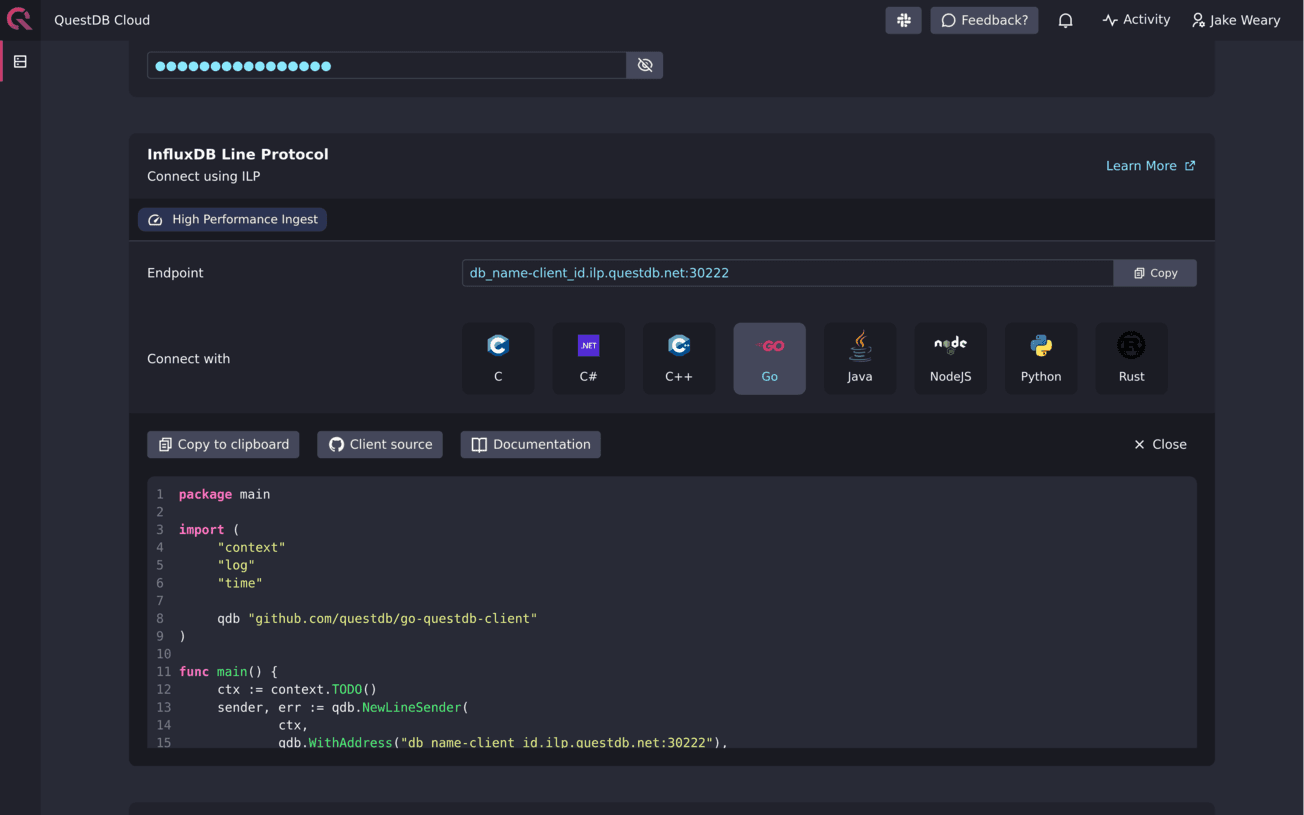 QuestDB Cloud
Feedback?
Activity
Jake Weary
●●●●●●●●●●●●●●●●
InfluxDB Line Protocol
Connect using ILP
Learn More
High Performance Ingest
Endpoint
db_name-client_id.ilp.questdb.net:30222
Copy
Connect with
.NET
GO
node
C
C#
C++
Go
Java
NodeJS
Python
Rust
Copy to clipboard
Client source
Documentation
Close
1 package main
2
3 import (
4 "context"
5 "log"
6 "time"
7
8 qdb "github.com/questdb/go-questdb-client"
9 )
10
11 func main() {
12 ctx := context.TODO()
13 sender, err := qdb.NewLineSender(
14 ctx,
15 qdb.WithAddress("db_name-client_id.ilp.questdb.net:30222"),